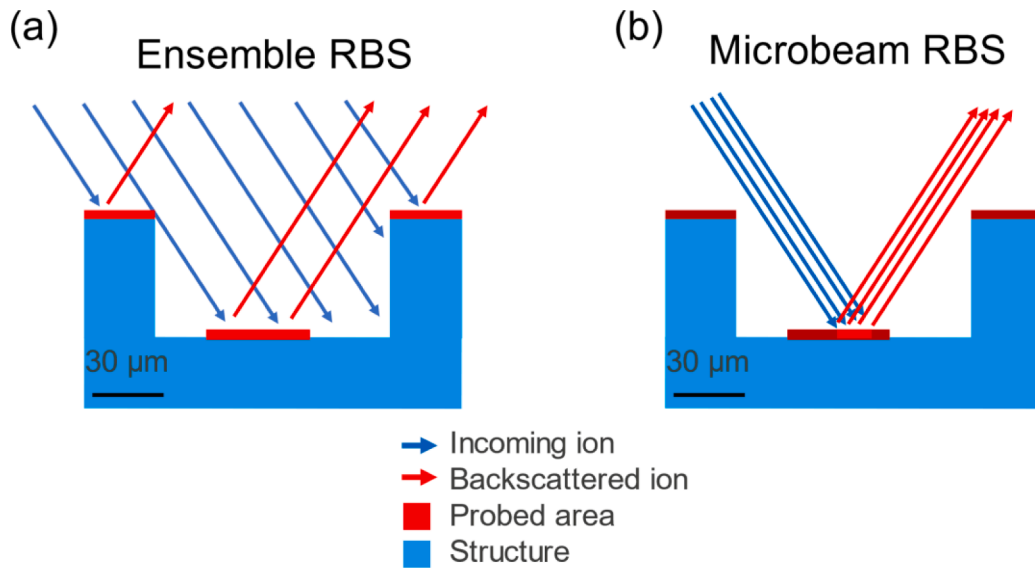 (a)
Ensemble RBS
(b)
Microbeam RBS
30 µm
30 µm
Incoming ion
Backscattered ion
Probed area
Structure